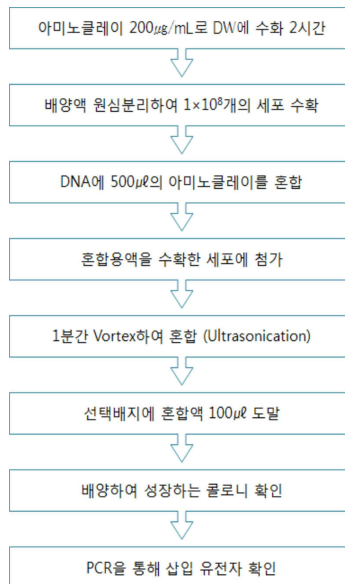 아미노클레이 200㎍/mL로 DW에 수화 2시간
배양액 원심분리하여 1×10⁸개의 세포 수확
DNA에 500㎕의 아미노클레이를 혼합
혼합용액을 수확한 세포에 첨가
1분간 Vortex하여 혼합 (Ultrasonication)
선택배지에 혼합액 100㎕ 도말
배양하여 성장하는 콜로니 확인
PCR을 통해 삽입 유전자 확인